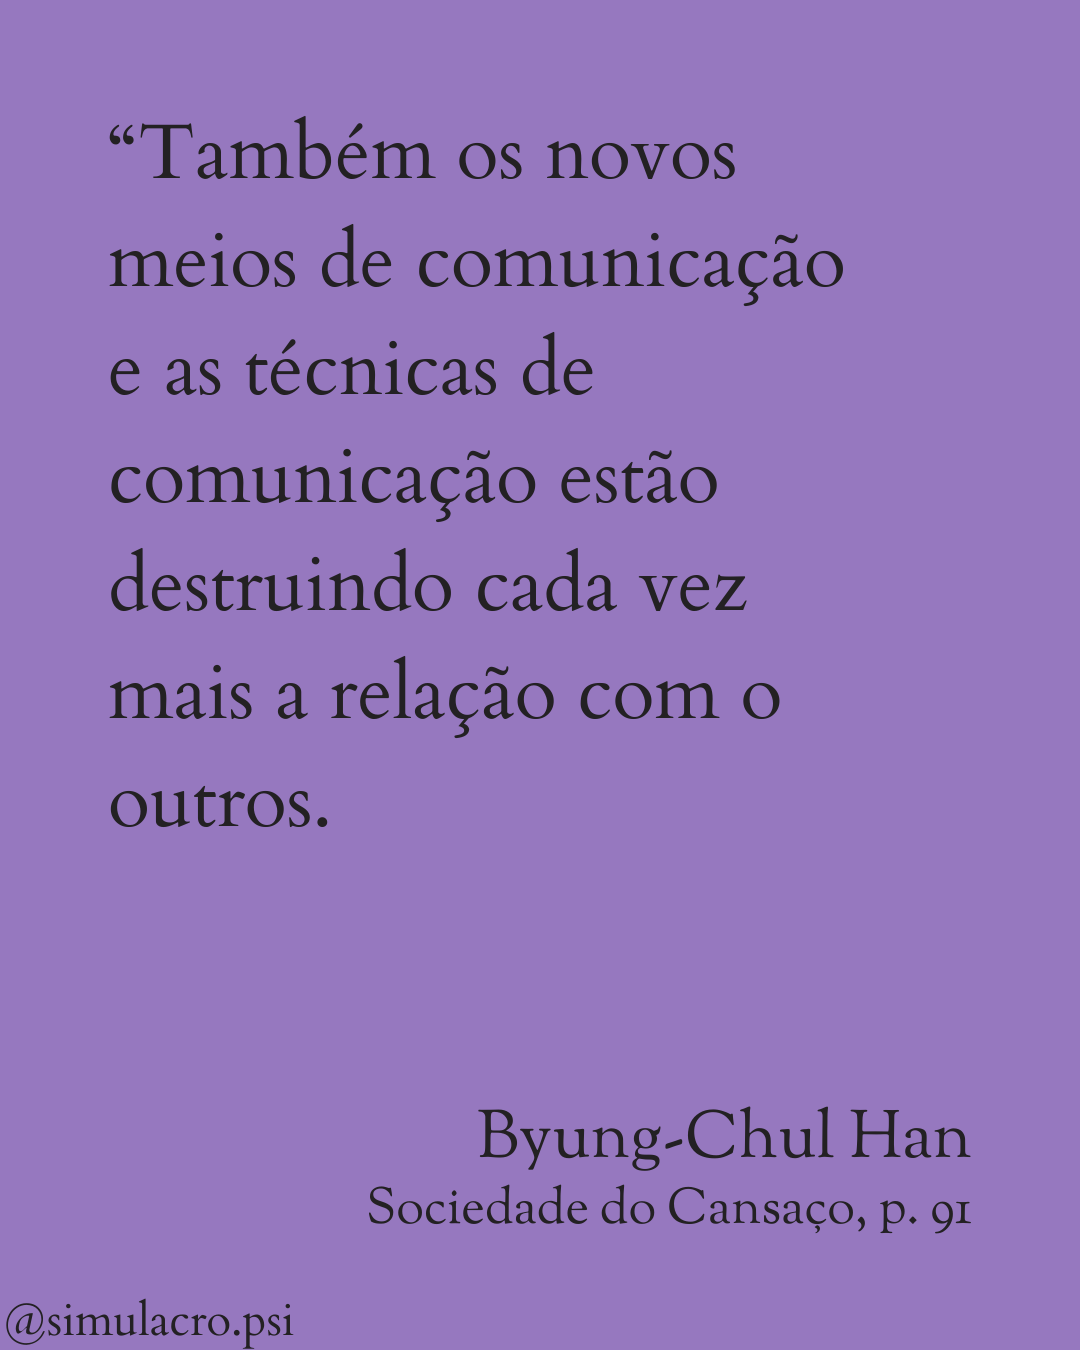 “Também os novos
meios de comunicação
e as técnicas de
comunicação estão
destruindo cada vez
mais a relação com o
outros.
Byung-Chul Han
Sociedade do Cansaço, p. 91
@simulacro.psi